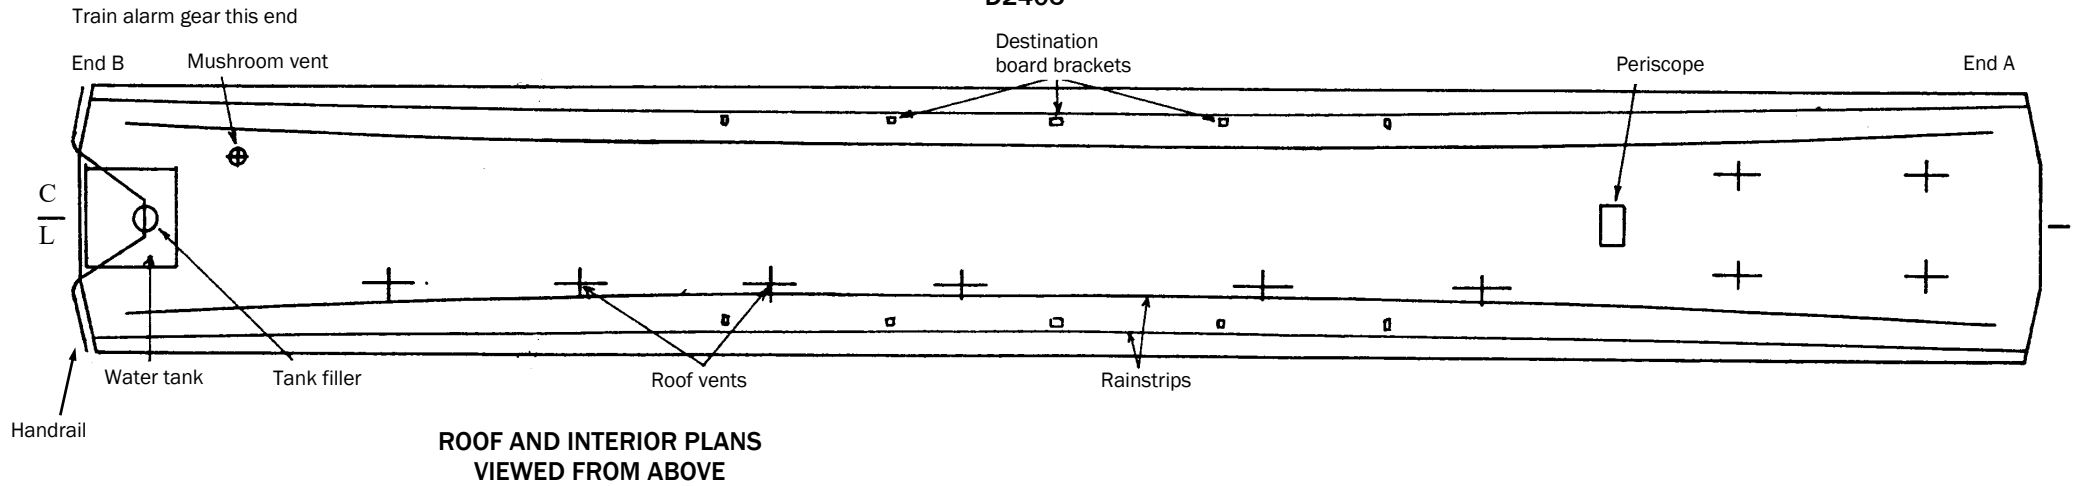 Train alarm gear this end
Destination
board brackets
End B
Mushroom vent
Periscope
End A
C
L
Water tank
Tank filler
Roof vents
Rainstrips
Handrail
ROOF AND INTERIOR PLANS
VIEWED FROM ABOVE